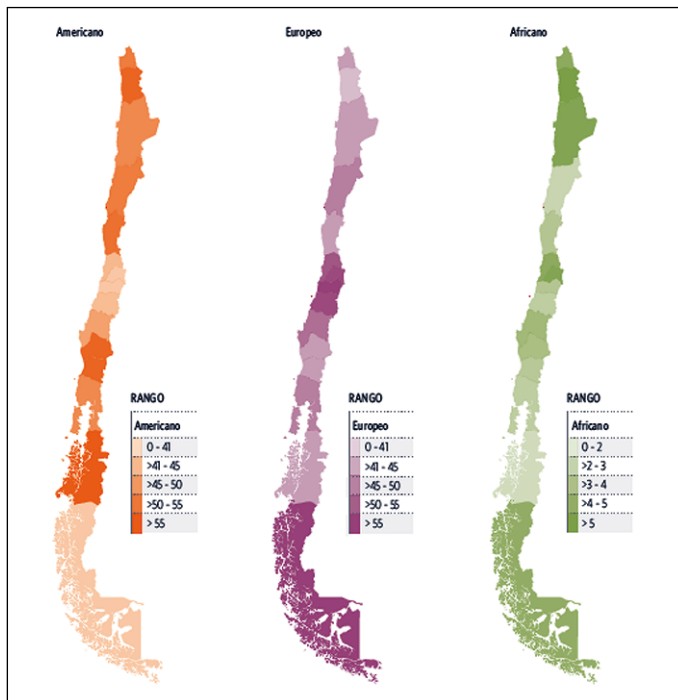 Americano
Europeo
Africano
RANGO
Americano
0 - 41
>41 - 45
>45 - 50
>50 - 55
> 55
RANGO
Europeo
0 - 41
>41 - 45
>45 - 50
>50 - 55
> 55
RANGO
Africano
0 - 2
>2 - 3
>3 - 4
>4 - 5
> 5